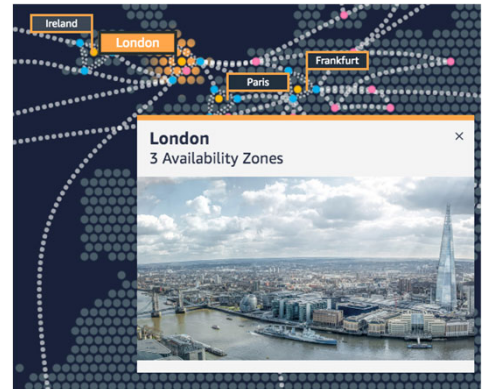 Ireland
London
Frankfurt
Paris
London
3 Availability Zones